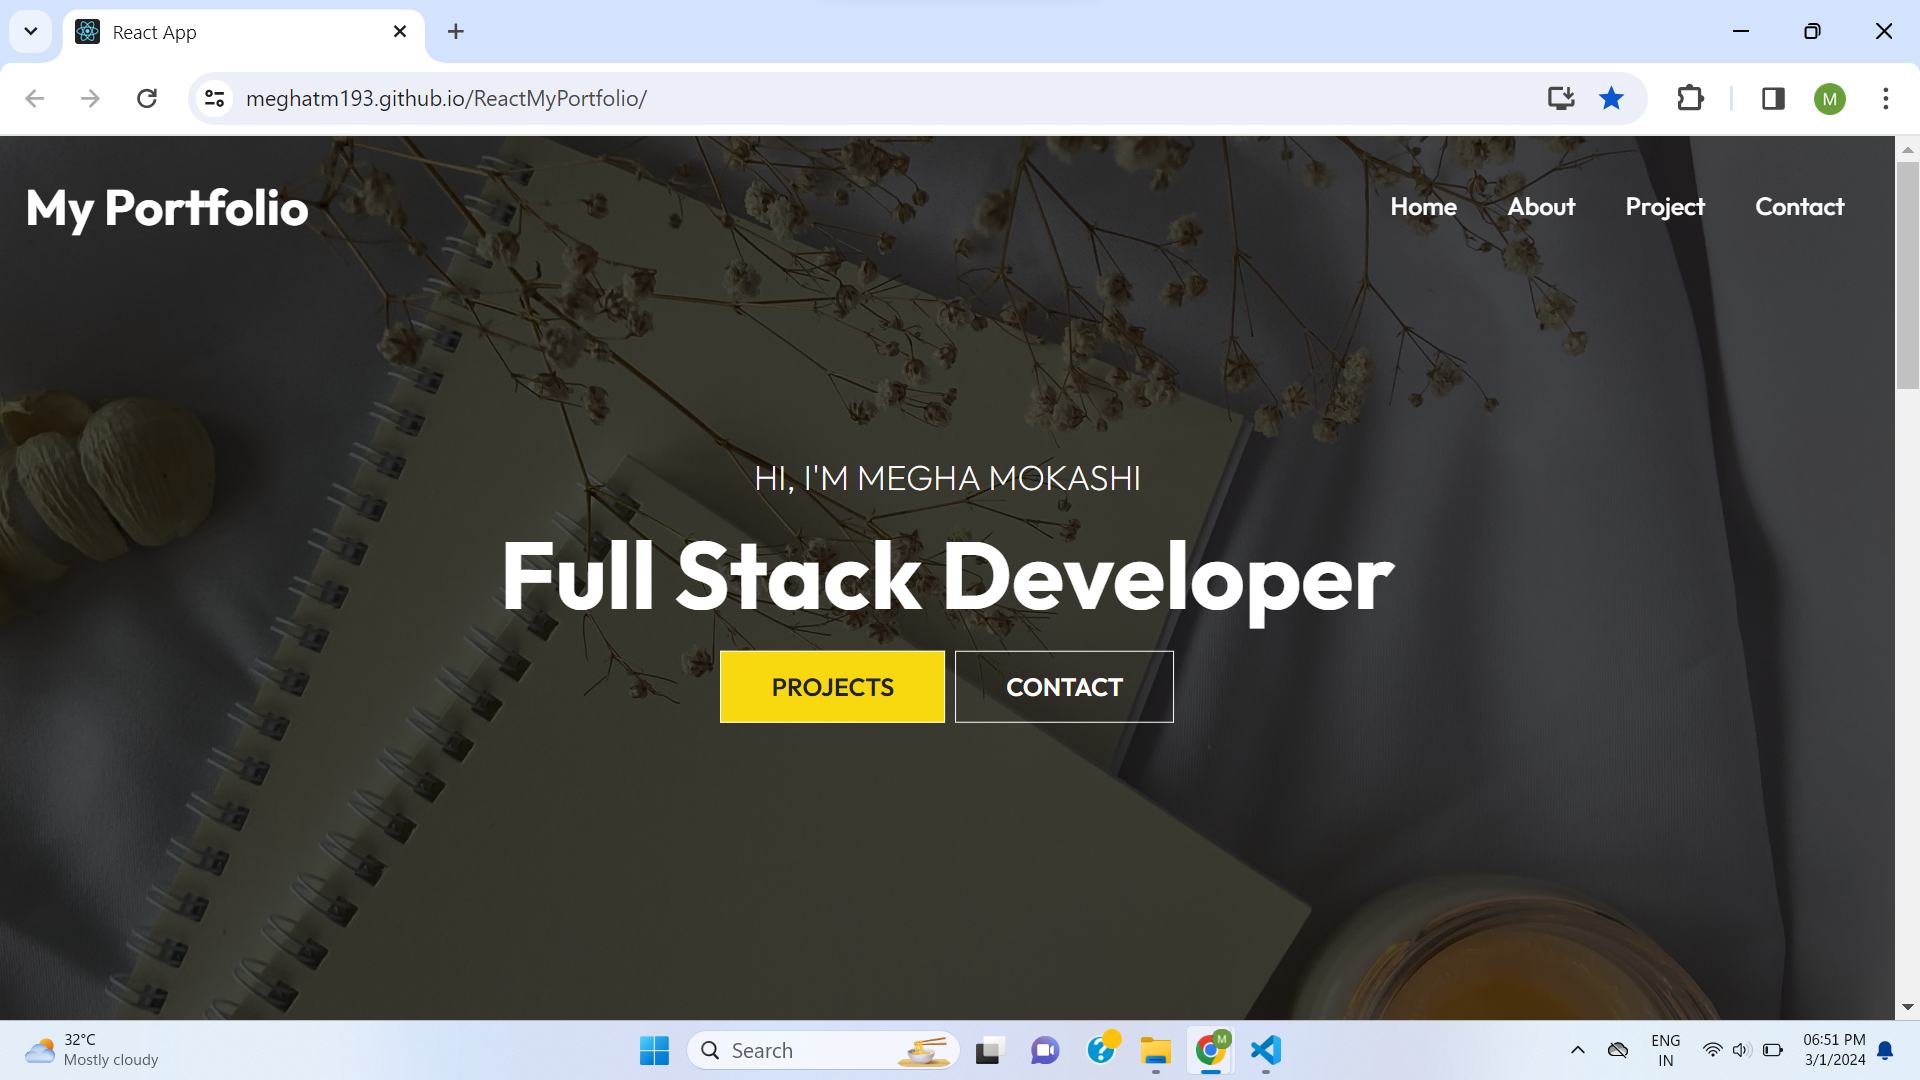 React App
meghatm193.github.io/ReactMyPortfolio/
M
My Portfolio
Home
About
Project
Contact
HI, I'M MEGHA MOKASHI
Full Stack Developer
PROJECTS
CONTACT
32°C
Mostly cloudy
Search
M
ENG
IN
06:51 PM
3/1/2024